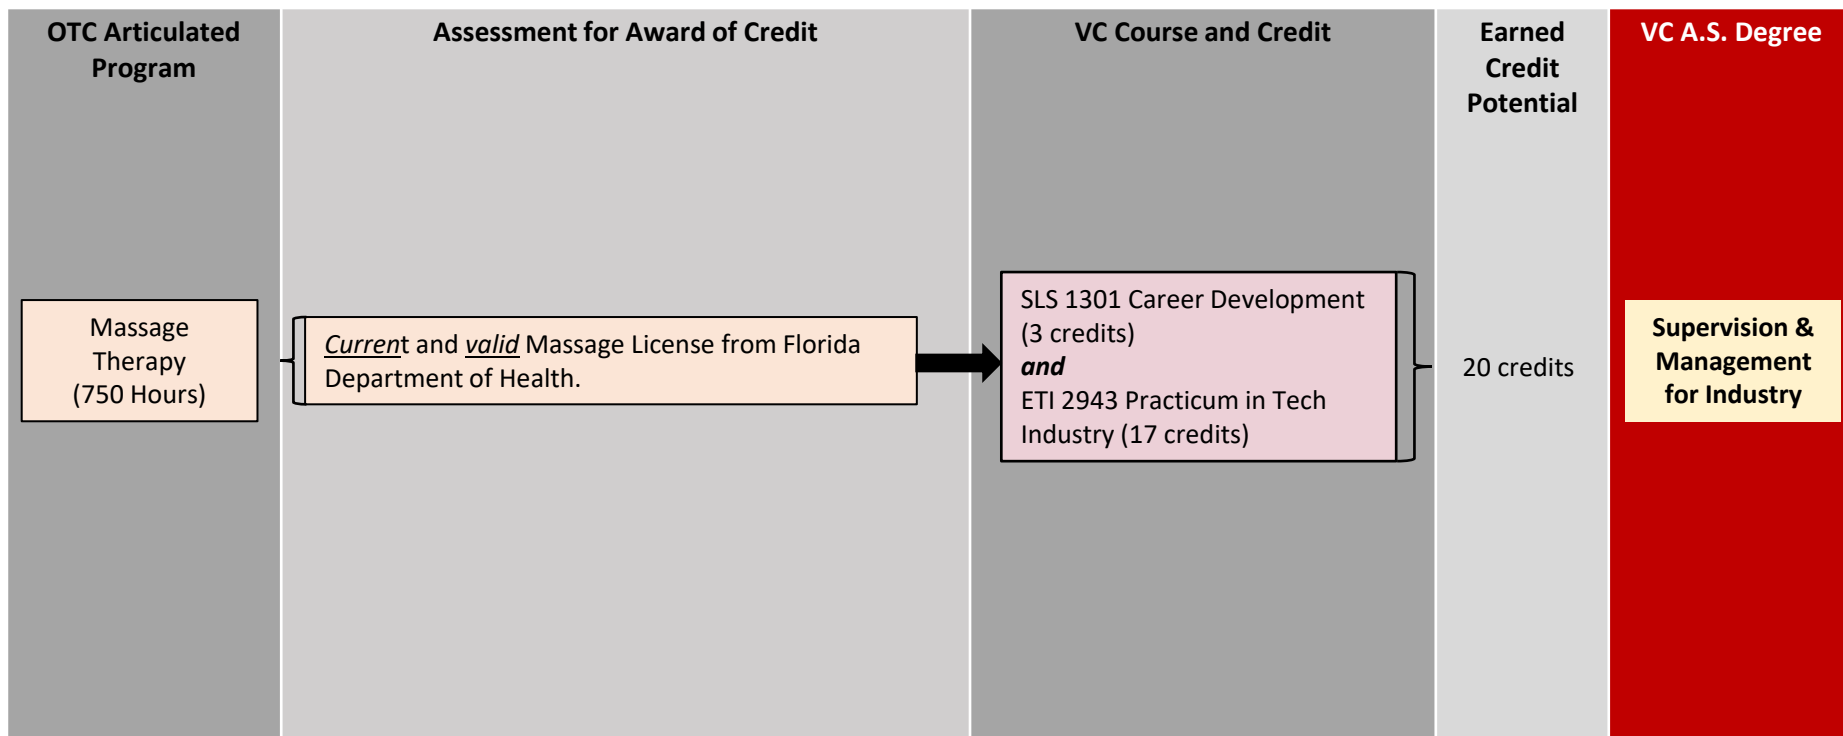 OTC Articulated
Program
Assessment for Award of Credit
VC Course and Credit
Earned
Credit
Potential
VC A.S. Degree
Massage
Therapy
(750 Hours)
Current and valid Massage License from Florida
Department of Health.
SLS 1301 Career Development
(3 credits)
and
ETI 2943 Practicum in Tech
Industry (17 credits)
20 credits
Supervision &
Management
for Industry